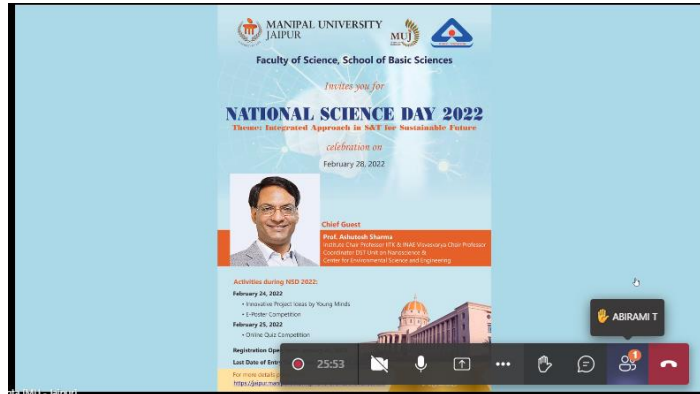 MANIPAL UNIVERSITY
JAIPUR
MUJ
Faculty of Science, School of Basic Sciences
Invites you for
NATIONAL SCIENCE DAY 2022
Theme: Integrated Approach in S&T for Sustainable Future
celebration on
February 28, 2022
Chief Guest
Prof. Ashutosh Sharma
Institute Chair Professor IITK & INAE Visvesvarya Chair Professor
Coordinator DST Unit on Nanoscience &
Center for Environmental Science and Engineering
Activities during NSD 2022:
February 24, 2022
• Innovative Project Ideas by Young Minds
• E-Poster Competition
February 25, 2022
• Online Quiz Competition
ABIRAMI T
Registration Ope
Last Date of Entr
25:53
1
For more details p
https://jaipur.mani